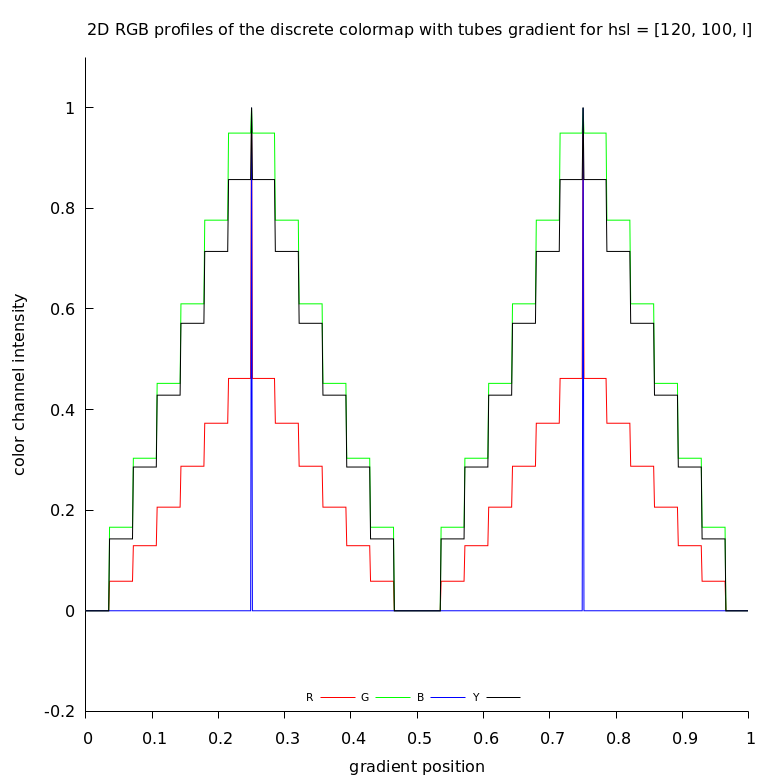 2D RGB profiles of the discrete colormap with tubes gradient for hsl = [120, 100, l]
1
0.8
0.6
0.4
0.2
0
-0.2
color channel intensity
R G B Y
0 0.1 0.2 0.3 0.4 0.5 0.6 0.7 0.8 0.9 1
gradient position